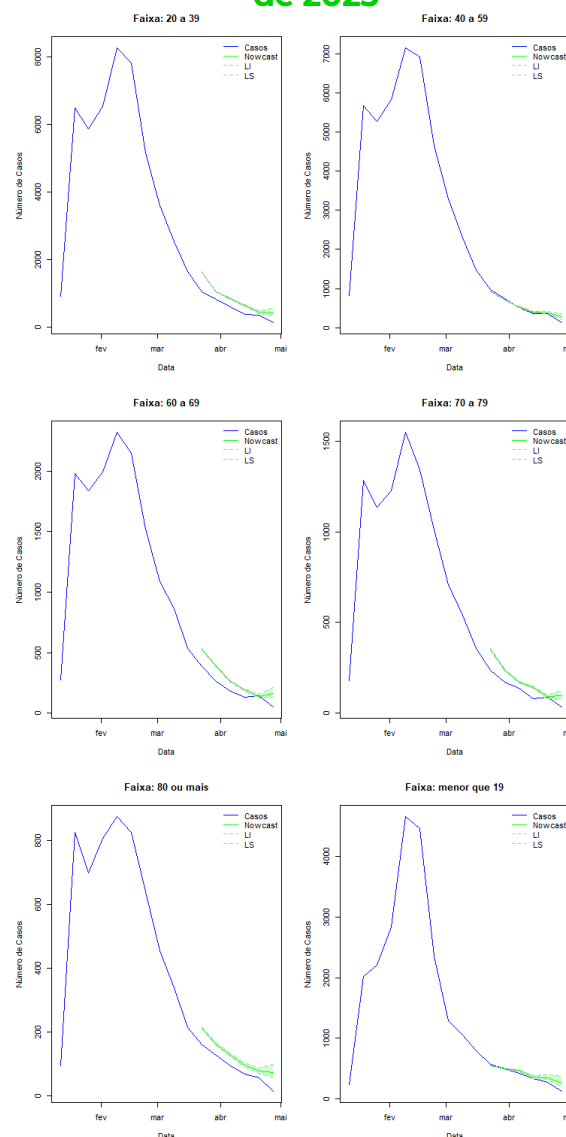 de 2025
Faixa: 20 a 39
Casos
Nowcast
LI
LS
Número de Casos
0
2000
4000
6000
8000
fev
mar
abr
mai
Data
Faixa: 40 a 59
Casos
Nowcast
LI
LS
Número de Casos
0
1000
2000
3000
4000
5000
6000
7000
fev
mar
abr
Data
Faixa: 60 a 69
Casos
Nowcast
LI
LS
Número de Casos
0
500
1000
1500
2000
fev
mar
abr
mai
Data
Faixa: 70 a 79
Casos
Nowcast
LI
LS
Número de Casos
0
500
1000
1500
fev
mar
abr
Data
Faixa: 80 ou mais
Casos
Nowcast
LI
LS
Número de Casos
0
200
400
600
800
fev
mar
abr
mai
Data
Faixa: menor que 19
Casos
Nowcast
LI
LS
Número de Casos
0
1000
2000
3000
4000
fev
mar
abr
Data